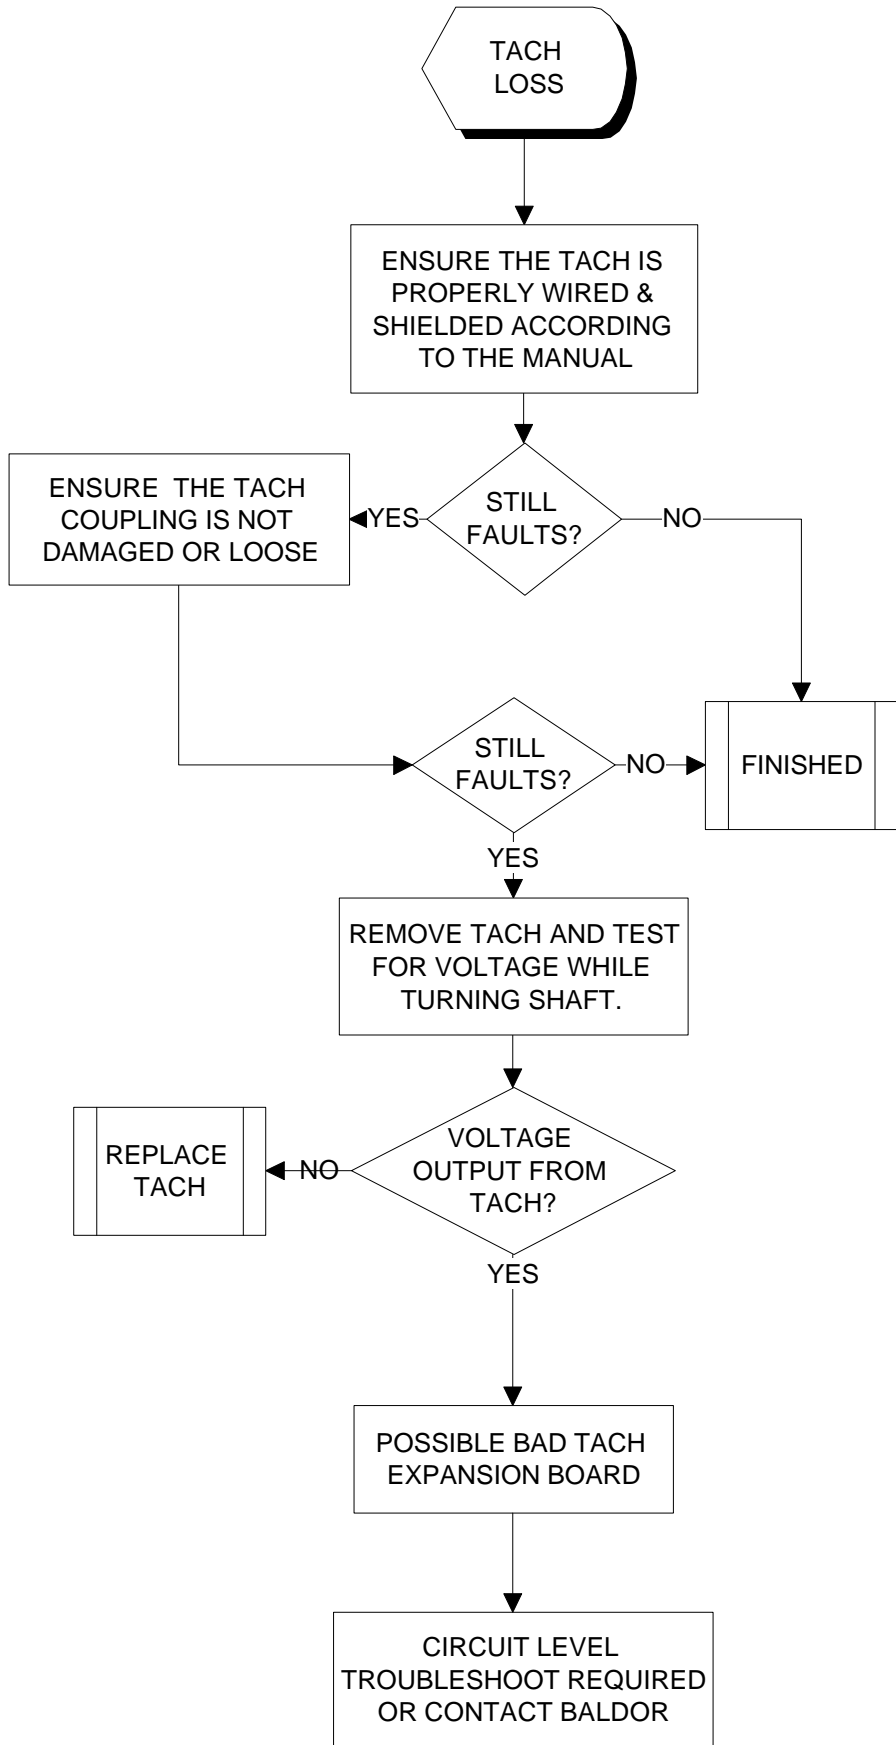 TACH
LOSS
ENSURE THE TACH IS
PROPERLY WIRED &
SHIELDED ACCORDING
TO THE MANUAL
STILL
FAULTS?
YES
NO
ENSURE THE TACH
COUPLING IS NOT
DAMAGED OR LOOSE
STILL
FAULTS?
NO
FINISHED
YES
REMOVE TACH AND TEST
FOR VOLTAGE WHILE
TURNING SHAFT.
VOLTAGE
OUTPUT FROM
TACH?
NO
REPLACE
TACH
YES
POSSIBLE BAD TACH
EXPANSION BOARD
CIRCUIT LEVEL
TROUBLESHOOT REQUIRED
OR CONTACT BALDOR